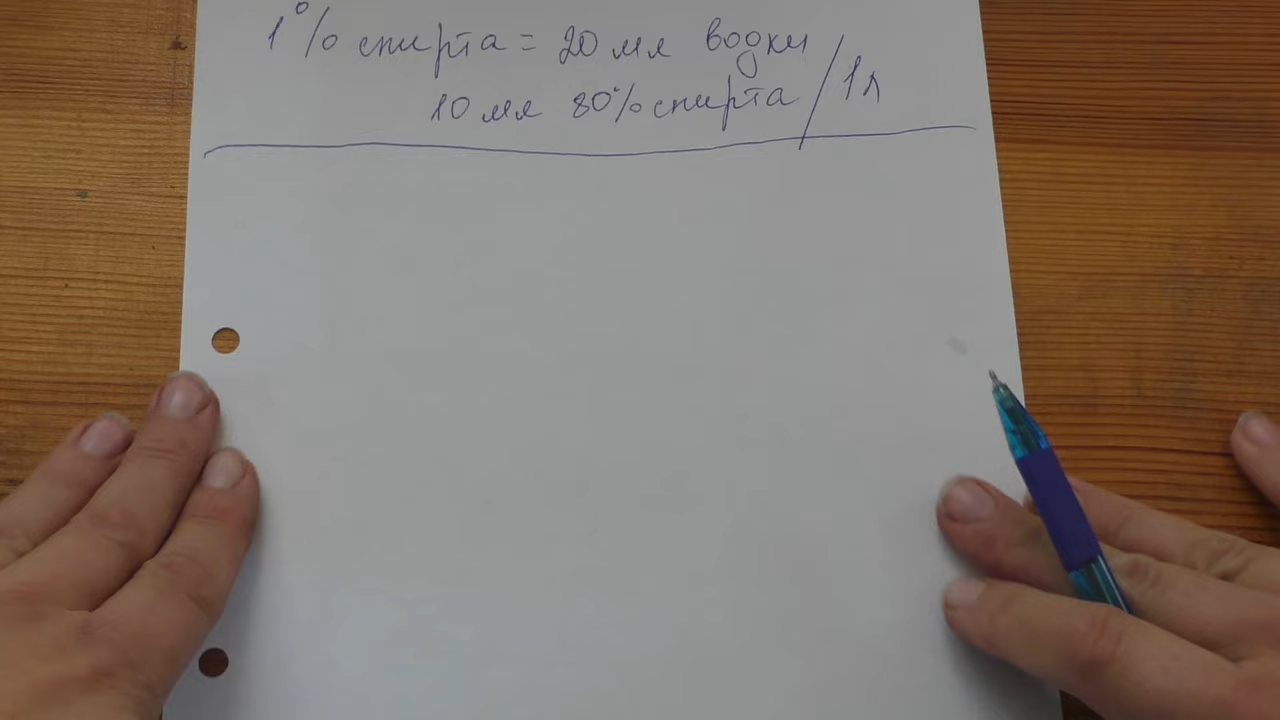 1% спирта = 20 мл водки
10 мл 80% спирта / 1л